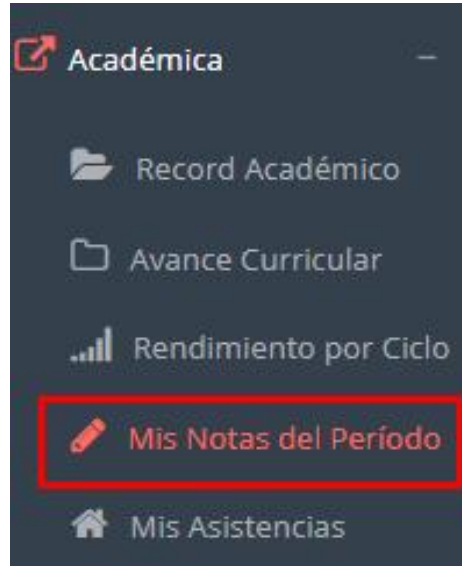 Académica
Record Académico
Avance Curricular
Rendimiento por Ciclo
Mis Notas del Período
Mis Asistencias